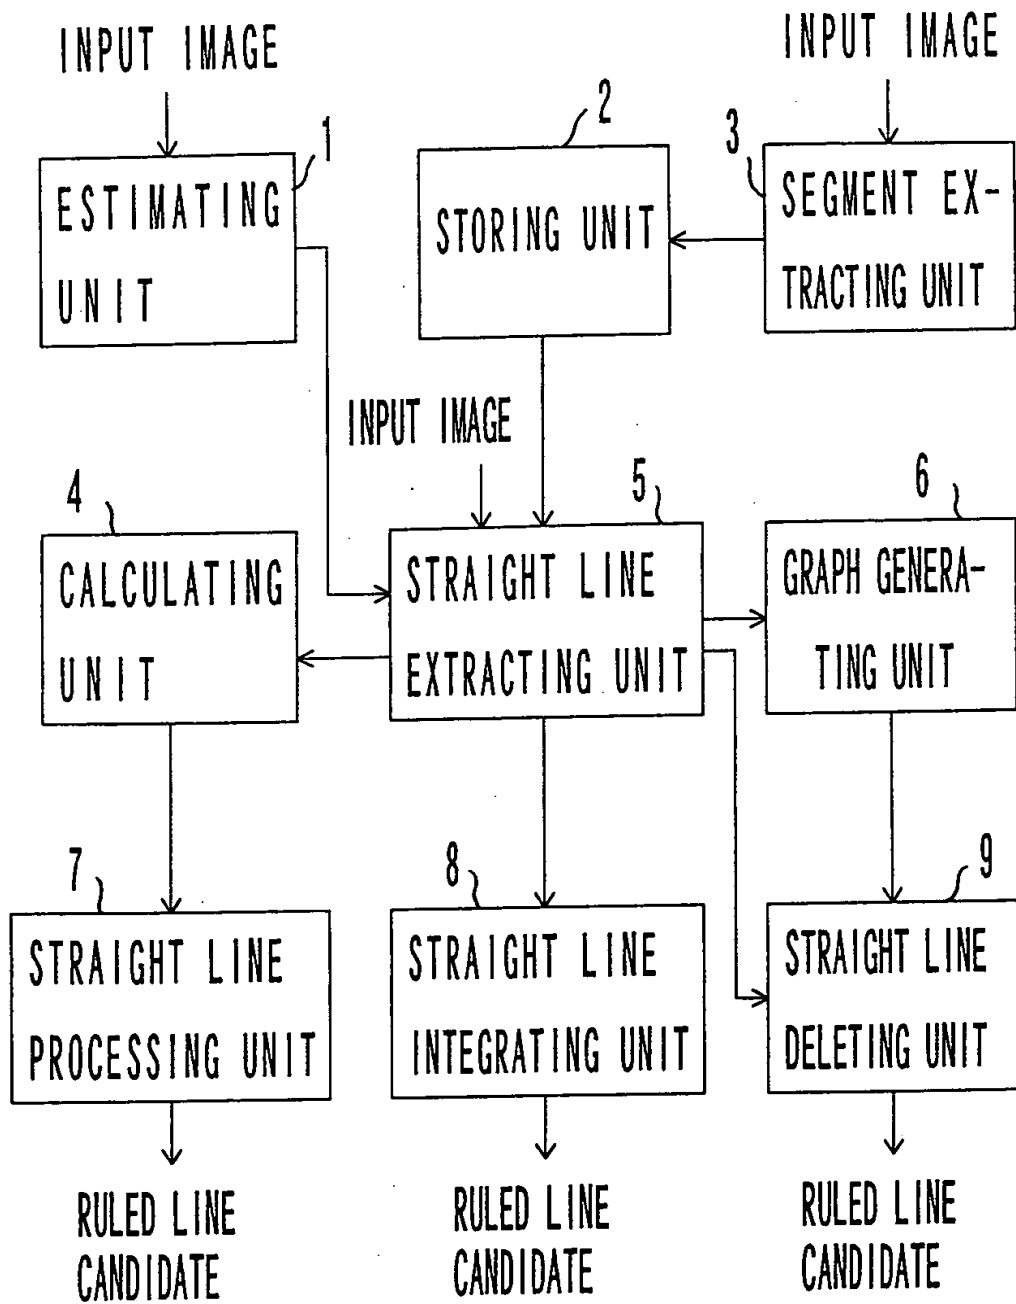 INPUT IMAGE
INPUT IMAGE
1
2
3
ESTIMATING
UNIT
STORING UNIT
SEGMENT EX-
TRACTING UNIT
INPUT IMAGE
4
5
6
CALCULATING
UNIT
STRAIGHT LINE
EXTRACTING UNIT
GRAPH GENERA-
TING UNIT
7
8
9
STRAIGHT LINE
PROCESSING UNIT
STRAIGHT LINE
INTEGRATING UNIT
STRAIGHT LINE
DELETING UNIT
RULED LINE
CANDIDATE
RULED LINE
CANDIDATE
RULED LINE
CANDIDATE